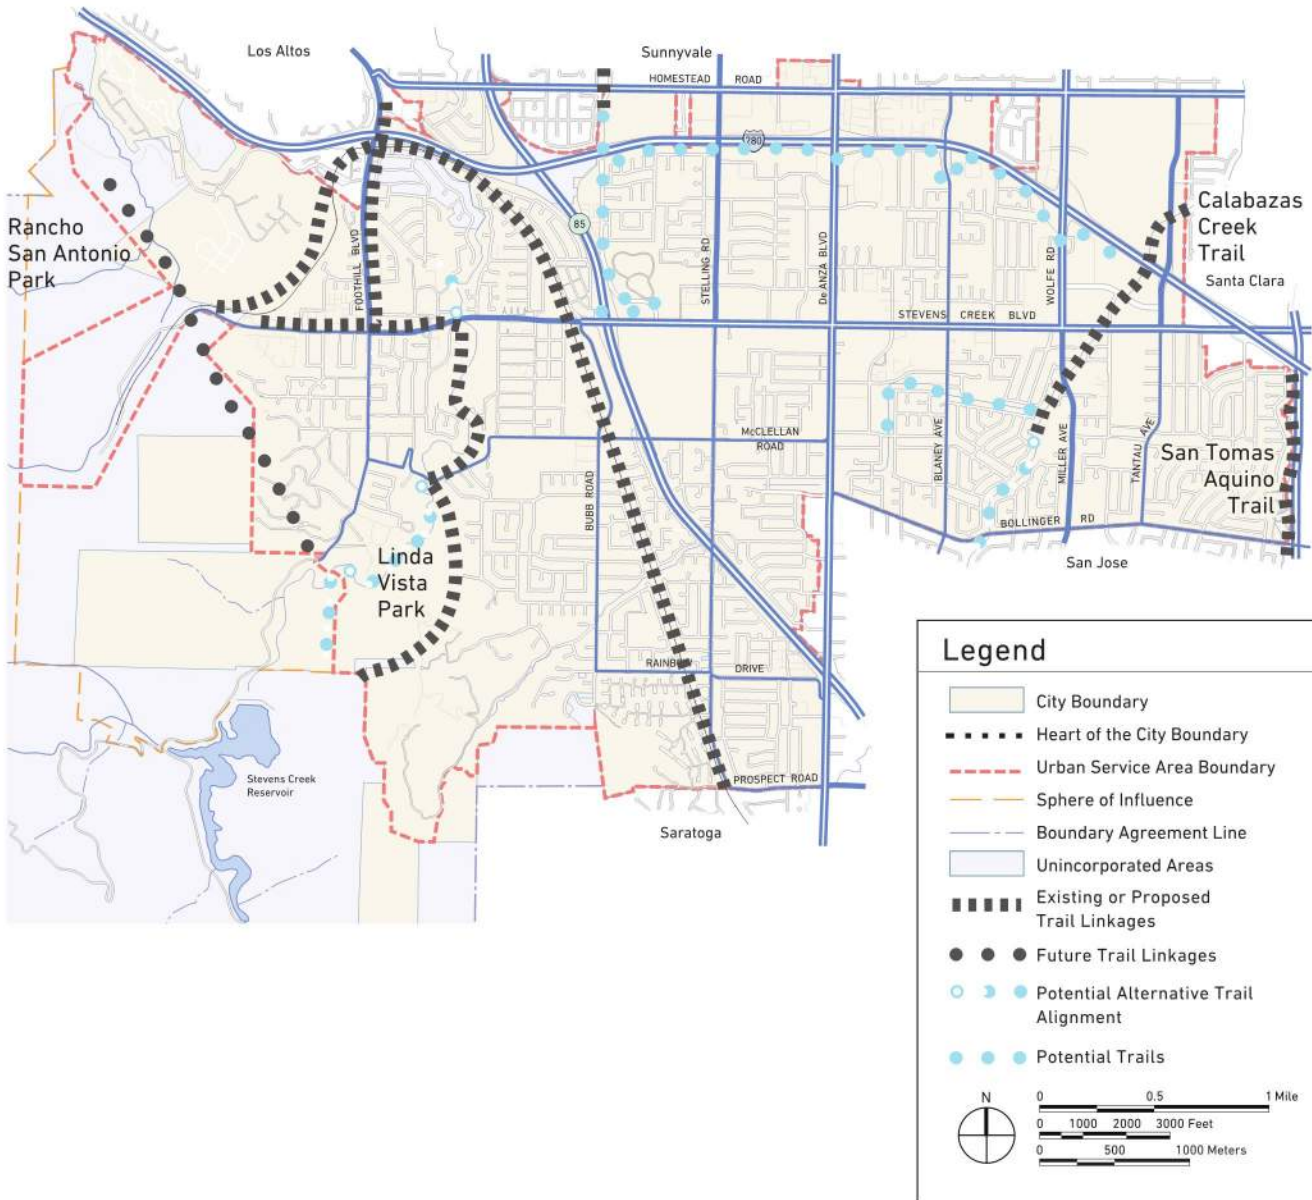 Los Altos
Sunnyvale
HOMESTEAD ROAD
280
Rancho
San Antonio
Park
85
FOOTHILL BLVD
STELLING RD
De ANZA BLVD
WOLFE RD
Calabazas
Creek
Trail
Santa Clara
STEVENS CREEK BLVD
McCLELLAN
ROAD
BLANEY AVE
MILLER AVE
TANTAU AVE
San Tomas
Aquino
Trail
BUBB ROAD
BOLLINGER RD
San Jose
Linda
Vista
Park
RAINBOW DRIVE
Stevens Creek
Reservoir
PROSPECT ROAD
Saratoga
Legend
City Boundary
Heart of the City Boundary
Urban Service Area Boundary
Sphere of Influence
Boundary Agreement Line
Unincorporated Areas
Existing or Proposed
Trail Linkages
Future Trail Linkages
Potential Alternative Trail
Alignment
Potential Trails
N
0 0.5 1 Mile
0 1000 2000 3000 Feet
0 500 1000 Meters